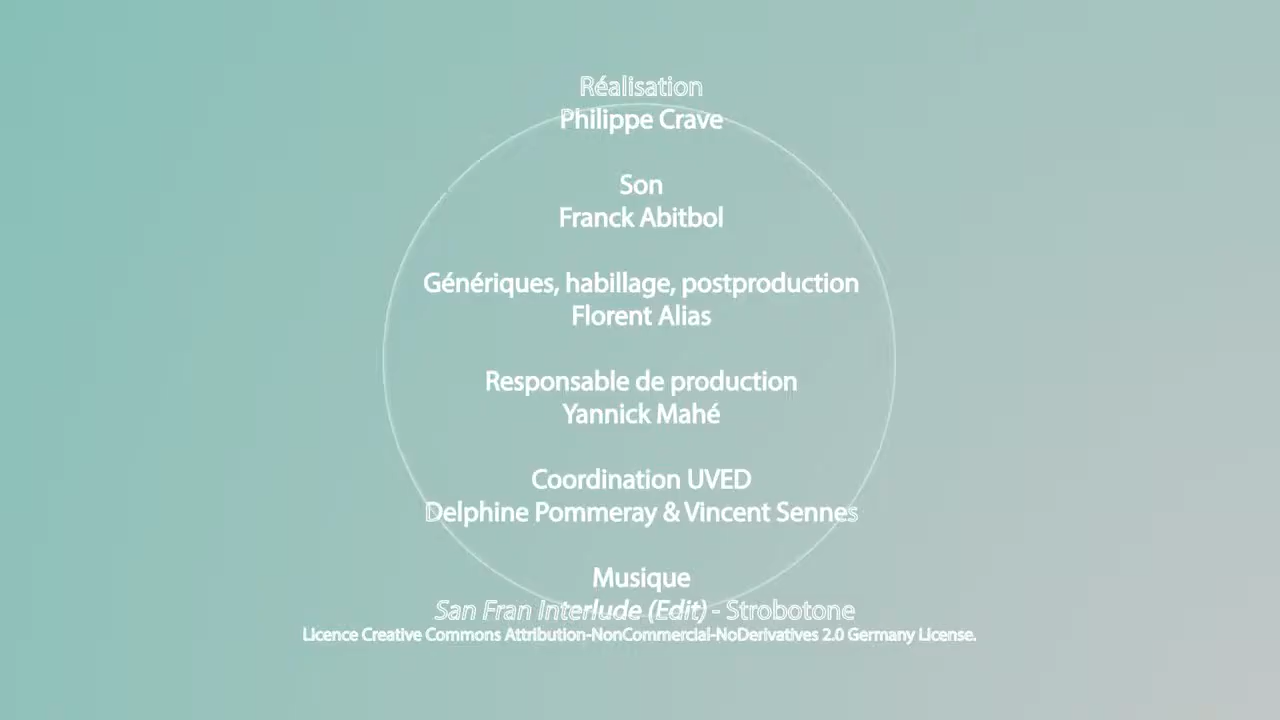 Réalisation
Philippe Crave
Son
Franck Abitbol
Génériques, habillage, postproduction
Florent Alias
Responsable de production
Yannick Mahé
Coordination UVED
Delphine Pommeray & Vincent Sennes
Musique
San Fran Interlude (Edit) - Strobotone
Licence Creative Commons Attribution-NonCommercial-NoDerivatives 2.0 Germany License.